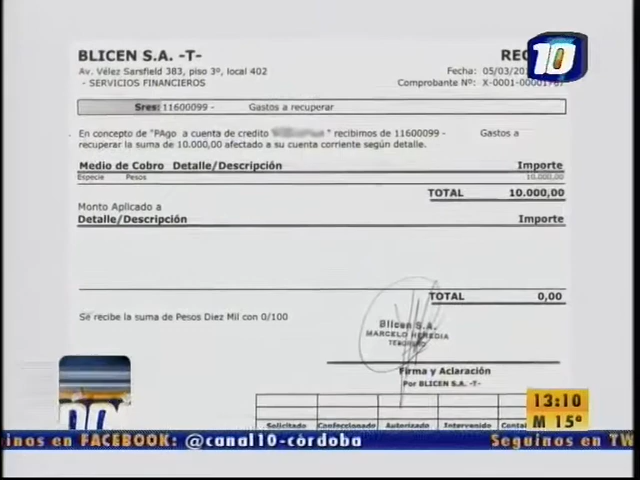 BLICEN S.A. -T-
Av. Vélez Sarsfield 383, piso 3º, local 402
- SERVICIOS FINANCIEROS
10
Fecha: 05/03/
Comprobante Nº: X-0001-
Sres: 11600099 - Gastos a recuperar
En concepto de "PAgo a cuenta de credito " recibimos de 11600099 - Gastos a
recuperar la suma de 10.000,00 afectado a su cuenta corriente según detalle.
Medio de Cobro Detalle/Descripción Importe
Especie Pesos 10.000,00
TOTAL 10.000,00
Monto Aplicado a
Detalle/Descripción Importe
TOTAL 0,00
Se recibe la suma de Pesos Diez Mil con 0/100
Blicen S.A.
MARCELO HEREDIA
TESORERO
Firma y Aclaración
Por BLICEN S.A. -T-
Solicitado Confeccionado Autorizado Intervenido
13:10
M 15º
en FACEBOOK: @canal10-córdoba Seguinos en TW